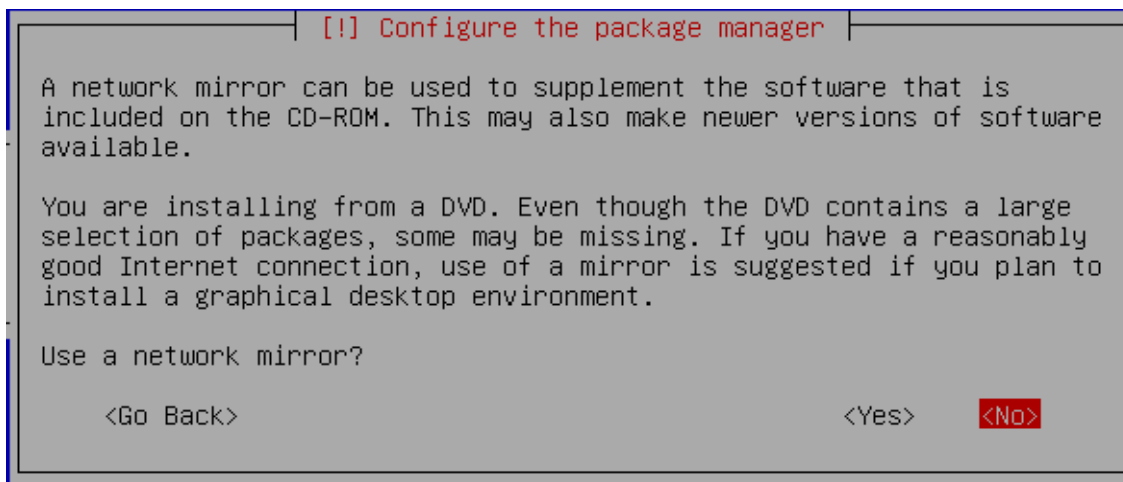 [!] Configure the package manager
A network mirror can be used to supplement the software that is
included on the CD-ROM. This may also make newer versions of software
available.
You are installing from a DVD. Even though the DVD contains a large
selection of packages, some may be missing. If you have a reasonably
good Internet connection, use of a mirror is suggested if you plan to
install a graphical desktop environment.
Use a network mirror?
<Go Back> <Yes> <No>